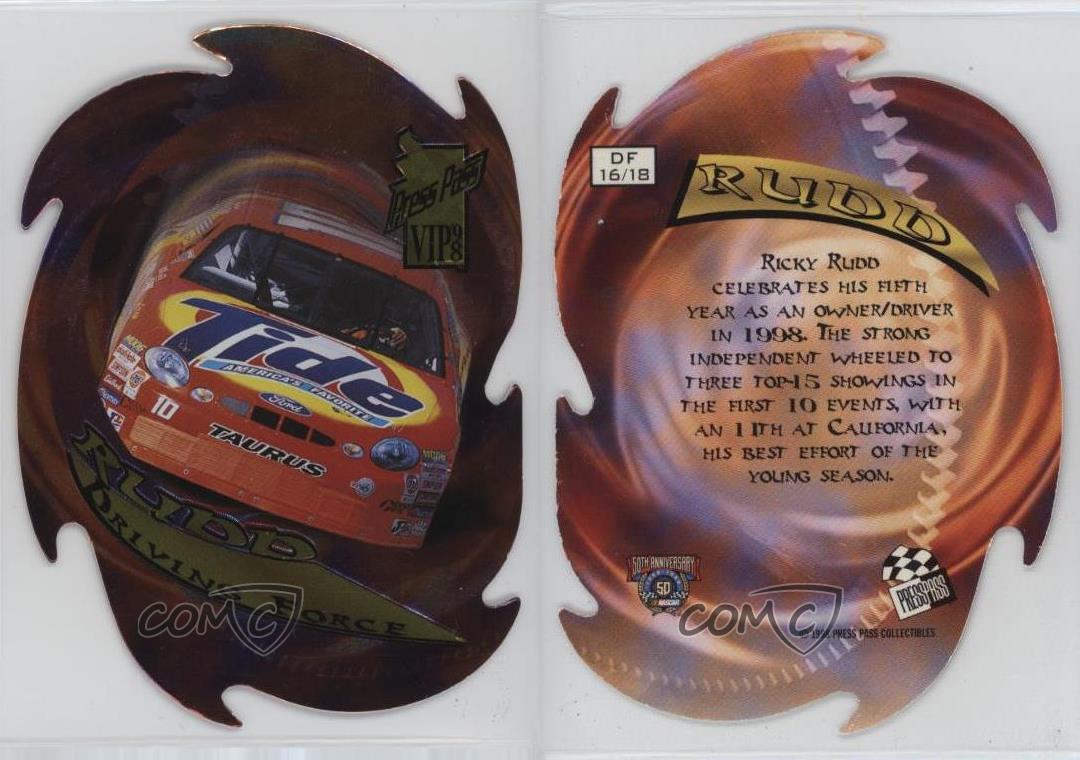 PRESS PASS
VIP 98
Tide
AMERICA'S FAVORITE
Ford
10
TAURUS
RUDD
DRIVING FORCE
COMC
DF
16/18
RUDD
RICKY RUDD
CELEBRATES HIS FIFTH
YEAR AS AN OWNER/DRIVER
IN 1998. THE STRONG
INDEPENDENT WHEELED TO
THREE TOP-15 SHOWINGS IN
THE FIRST 10 EVENTS, WITH
AN 11TH AT CALIFORNIA,
HIS BEST EFFORT OF THE
YOUNG SEASON.
50TH ANNIVERSARY
50
NASCAR
PRESS PASS
COMC
© 1998 PRESS PASS COLLECTIBLES